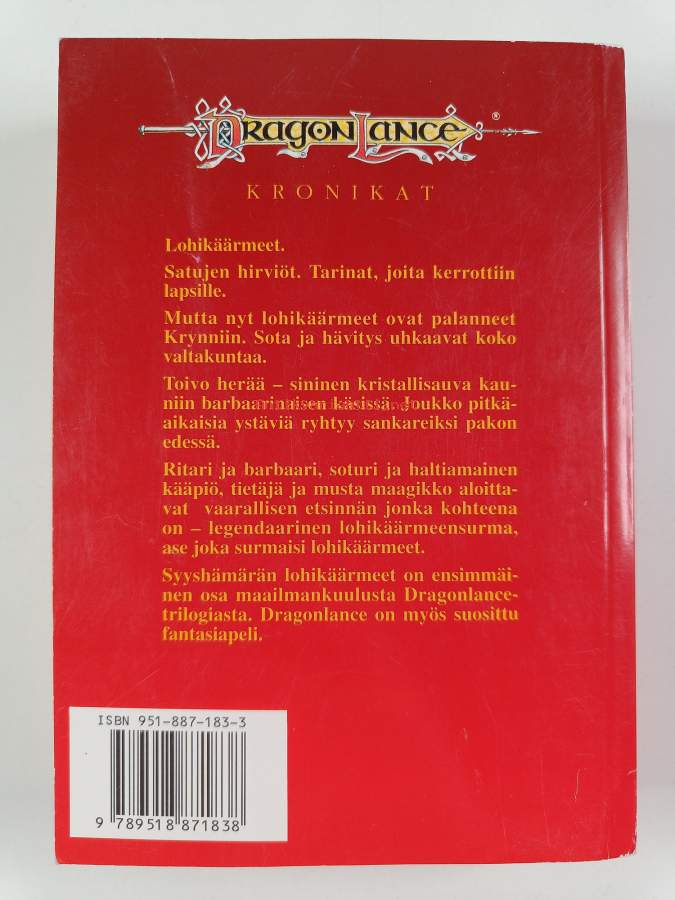 DRAGONLANCE ®
KRONIKAT
Lohikäärmeet.
Satujen hirviöt. Tarinat, joita kerrottiin
lapsille.
Mutta nyt lohikäärmeet ovat palanneet
Krynniin. Sota ja hävitys uhkaavat koko
valtakuntaa.
Toivo herää – sininen kristallisauva kau-
niin barbaarinaisen käsissä. Joukko pitkä-
aikaisia ystäviä ryhtyy sankareiksi pakon
edessä.
Ritari ja barbaari, soturi ja haltiamainen
kääpiö, tietäjä ja musta maagikko aloitta-
vat vaarallisen etsinnän jonka kohteena
on – legendaarinen lohikäärmeensurma,
ase joka surmaisi lohikäärmeet.
Syyshämärän lohikäärmeet on ensimmäi-
nen osa maailmankuulusta Dragonlance-
trilogiasta. Dragonlance on myös suosittu
fantasiapeli.
ISBN 951-887-183-3
9 789518 871838